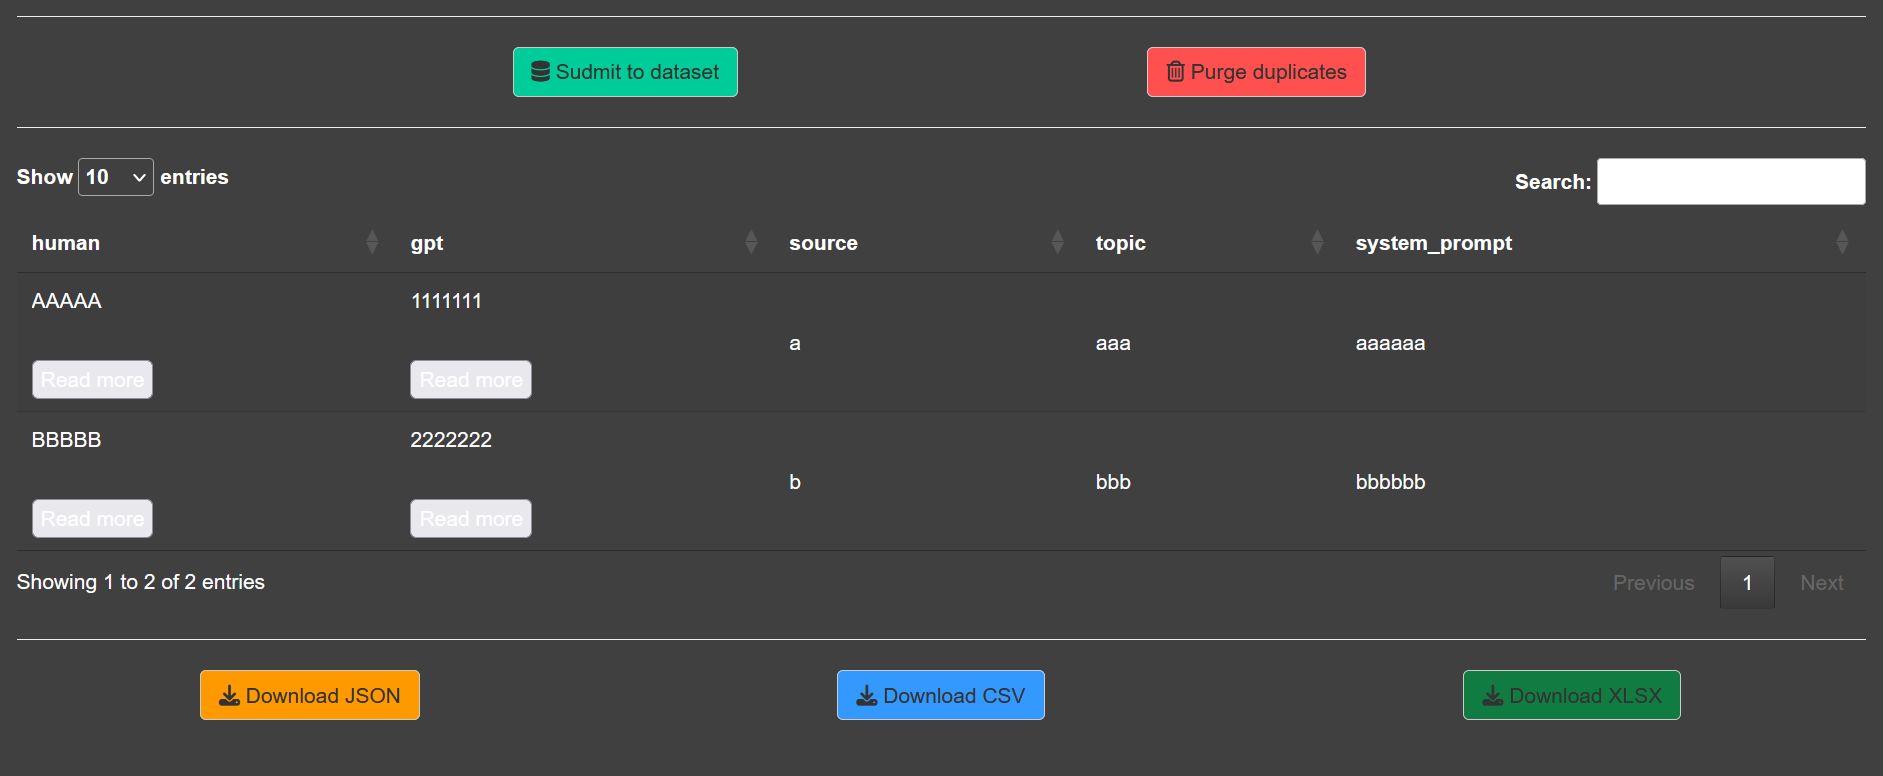 Sudmit to dataset Purge duplicates
Show 10 entries Search:
human gpt source topic system_prompt
AAAAA 1111111
a aaa aaaaaa
Read more Read more
BBBBB 2222222
b bbb bbbbbb
Read more Read more
Showing 1 to 2 of 2 entries Previous 1 Next
Download JSON Download CSV Download XLSX